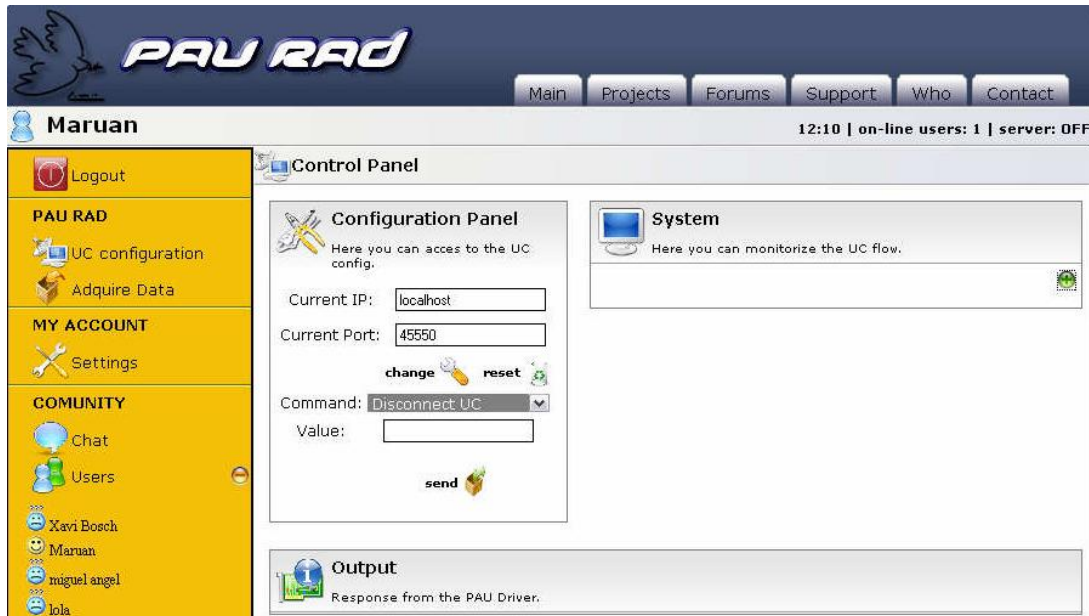 PAU RAD
Main Projects Forums Support Who Contact
Maruan
12:10 | on-line users: 1 | server: OFF
Logout
PAU RAD
UC configuration
Adquire Data
MY ACCOUNT
Settings
COMUNITY
Chat
Users
Xavi Bosch
Maruan
miguel angel
lola
Control Panel
Configuration Panel
Here you can acces to the UC
config.
Current IP: localhost
Current Port: 45550
change reset
Command: Disconnect UC
Value:
send
System
Here you can monitorize the UC flow.
Output
Response from the PAU Driver.